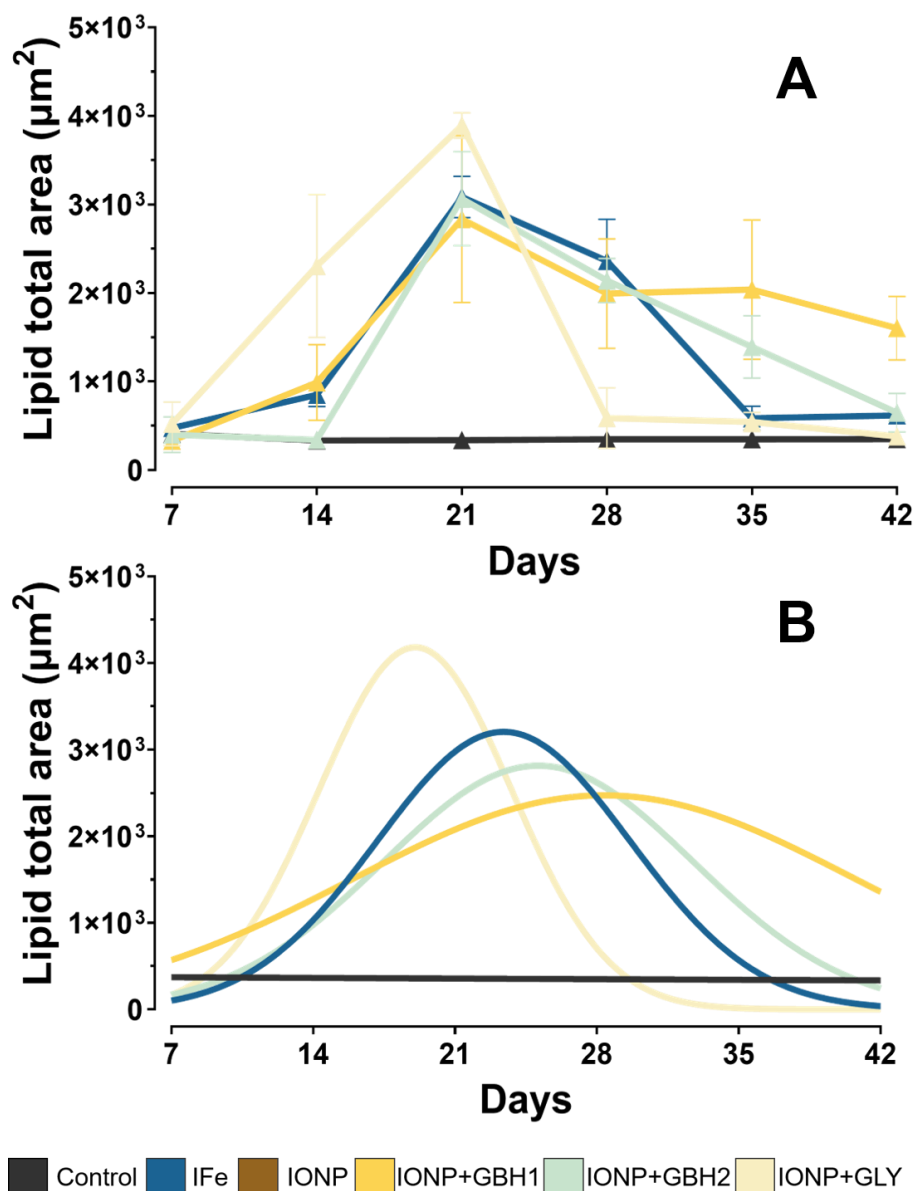 A
Lipid total area (µm²)
5×10³
4×10³
3×10³
2×10³
1×10³
0
7 14 21 28 35 42
Days
B
Lipid total area (µm²)
5×10³
4×10³
3×10³
2×10³
1×10³
0
7 14 21 28 35 42
Days
Control IFe IONP IONP+GBH1 IONP+GBH2 IONP+GLY